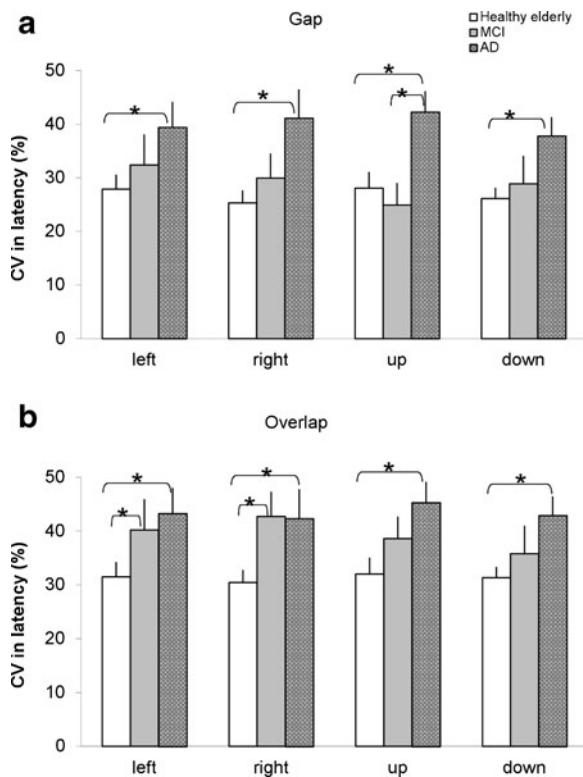 a
Gap
Healthy elderly
MCI
AD
CV in latency (%)
50
40
30
20
10
0
*
*
*
*
*
left right up down
b
Overlap
CV in latency (%)
50
40
30
20
10
0
*
*
*
*
*
*
left right up down